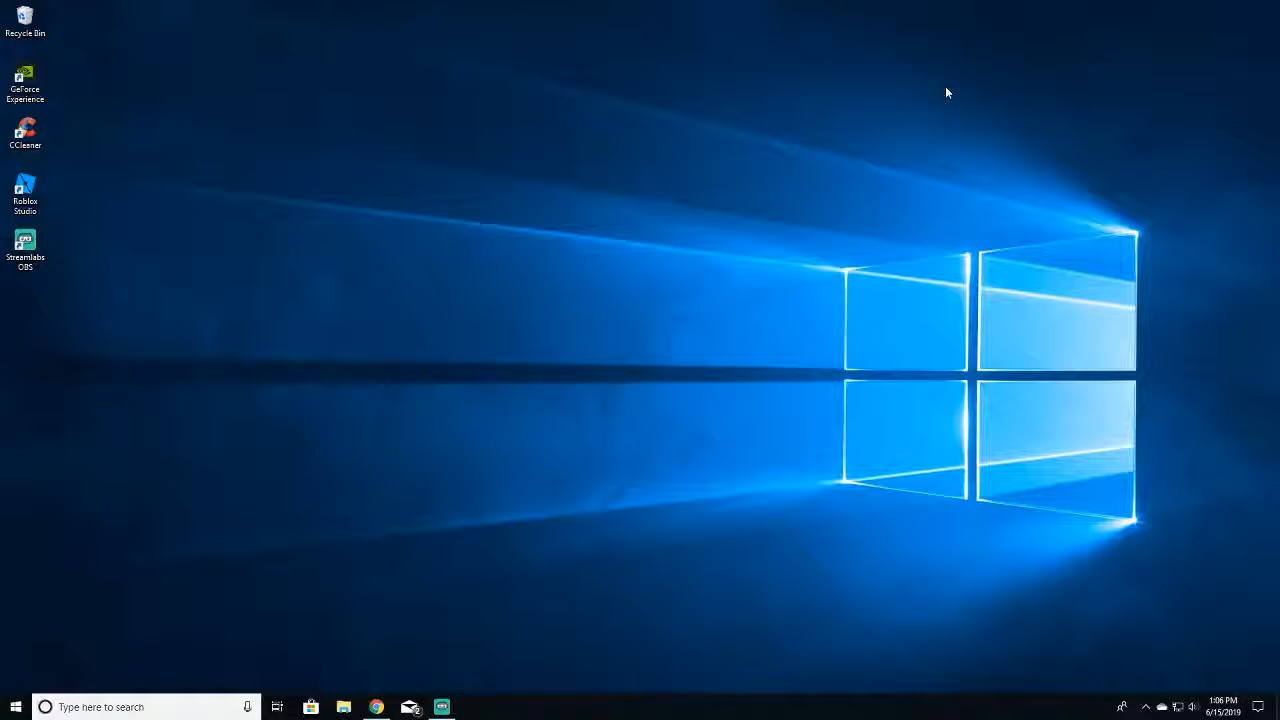 Recycle Bin
GeForce
Experience
CCleaner
Roblox
Studio
Streamlabs
OBS
Type here to search
2
1:06 PM
6/15/2019